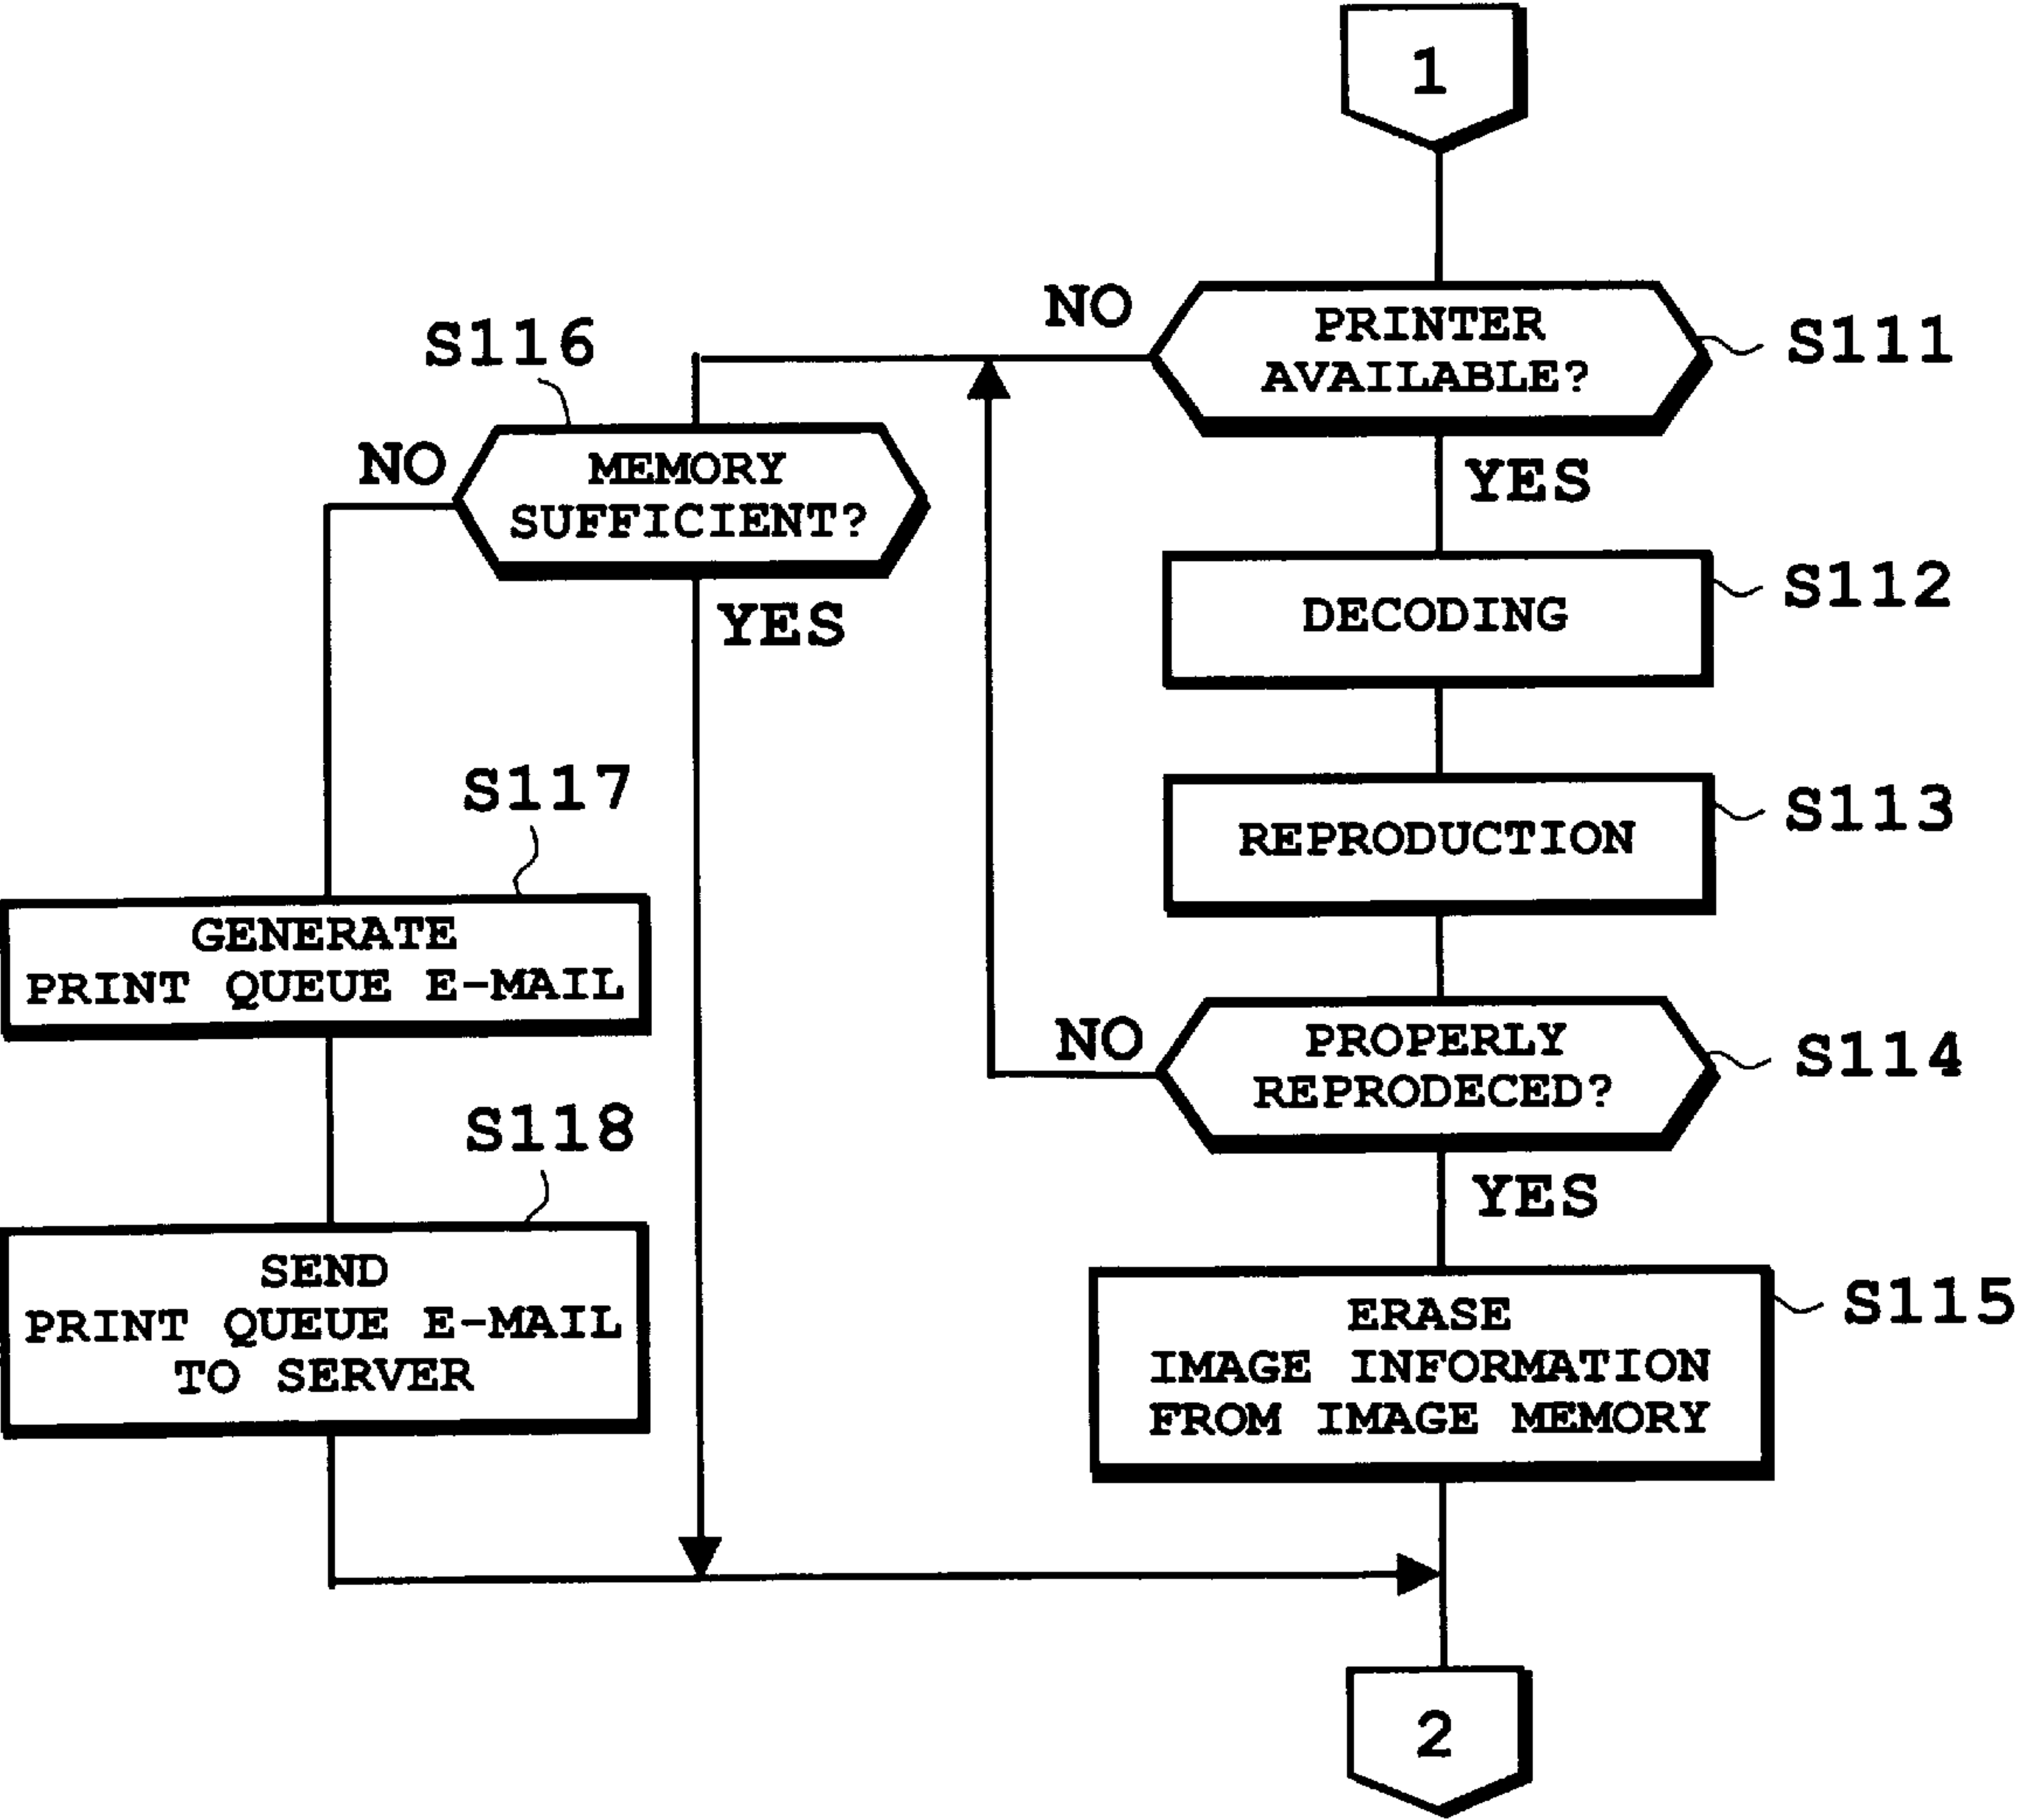 1
NO
PRINTER
AVAILABLE?
S111
S116
YES
NO
MEMORY
SUFFICIENT?
YES
DECODING
S112
S117
REPRODUCTION
S113
GENERATE
PRINT QUEUE E-MAIL
NO
PROPERLY
REPRODECED?
S114
S118
YES
SEND
PRINT QUEUE E-MAIL
TO SERVER
ERASE
IMAGE INFORMATION
FROM IMAGE MEMORY
S115
2